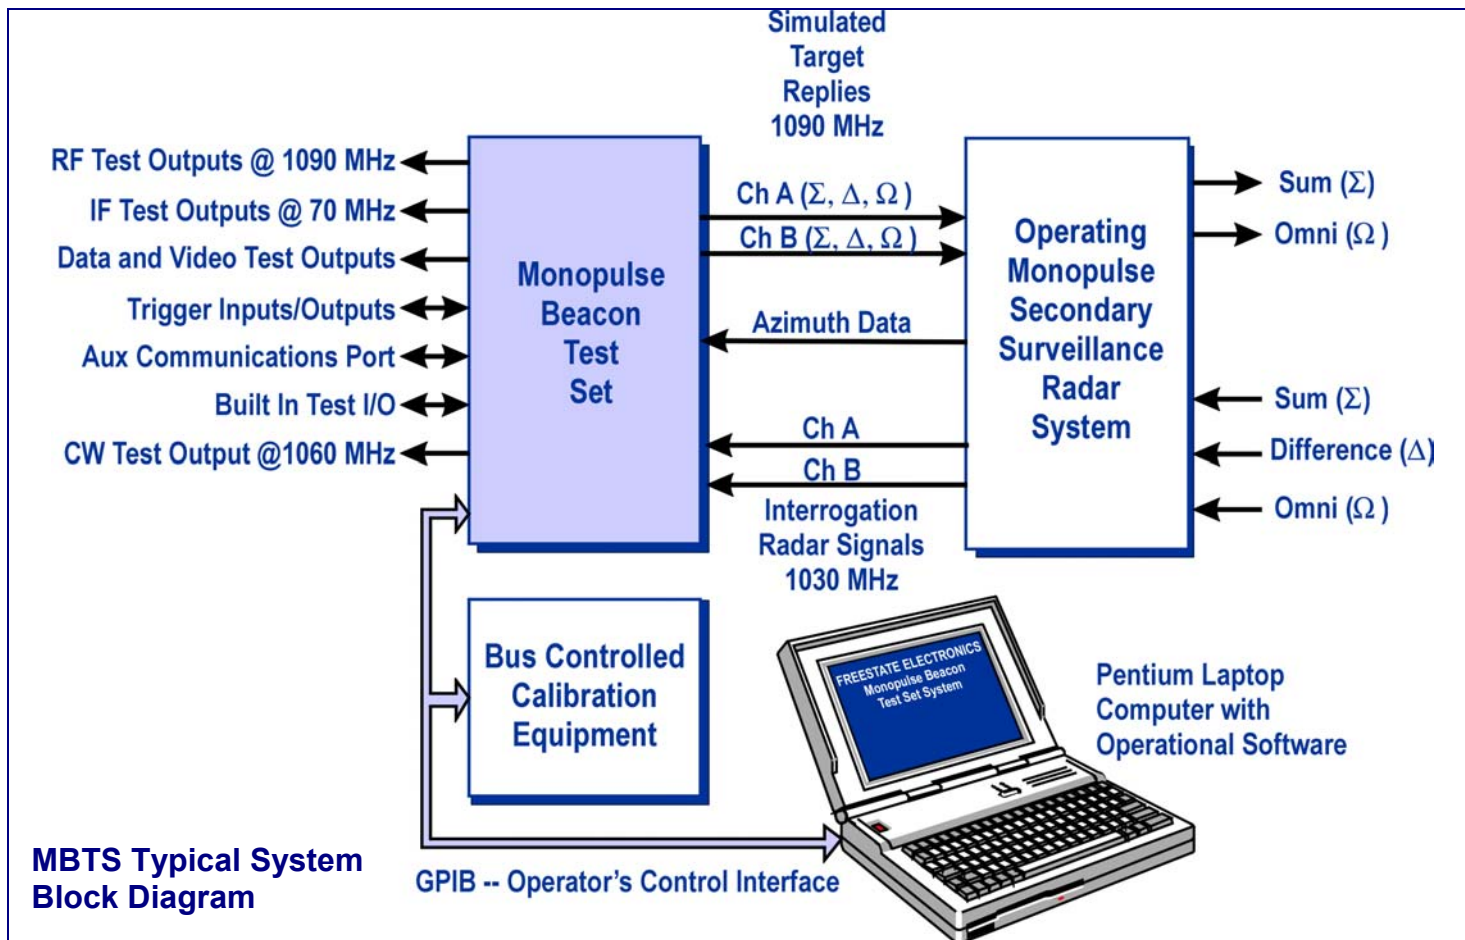 Simulated
Target
Replies
1090 MHz
RF Test Outputs @ 1090 MHz
IF Test Outputs @ 70 MHz
Data and Video Test Outputs
Trigger Inputs/Outputs
Aux Communications Port
Built In Test I/O
CW Test Output @1060 MHz
Monopulse
Beacon
Test
Set
Ch A (Σ, Δ, Ω )
Ch B (Σ, Δ, Ω )
Azimuth Data
Ch A
Ch B
Interrogation
Radar Signals
1030 MHz
Operating
Monopulse
Secondary
Surveillance
Radar
System
Sum (Σ)
Omni (Ω )
Sum (Σ)
Difference (Δ)
Omni (Ω )
Bus Controlled
Calibration
Equipment
FREESTATE ELECTRONICS
Monopulse Beacon
Test Set System
Pentium Laptop
Computer with
Operational Software
MBTS Typical System
Block Diagram
GPIB -- Operator's Control Interface